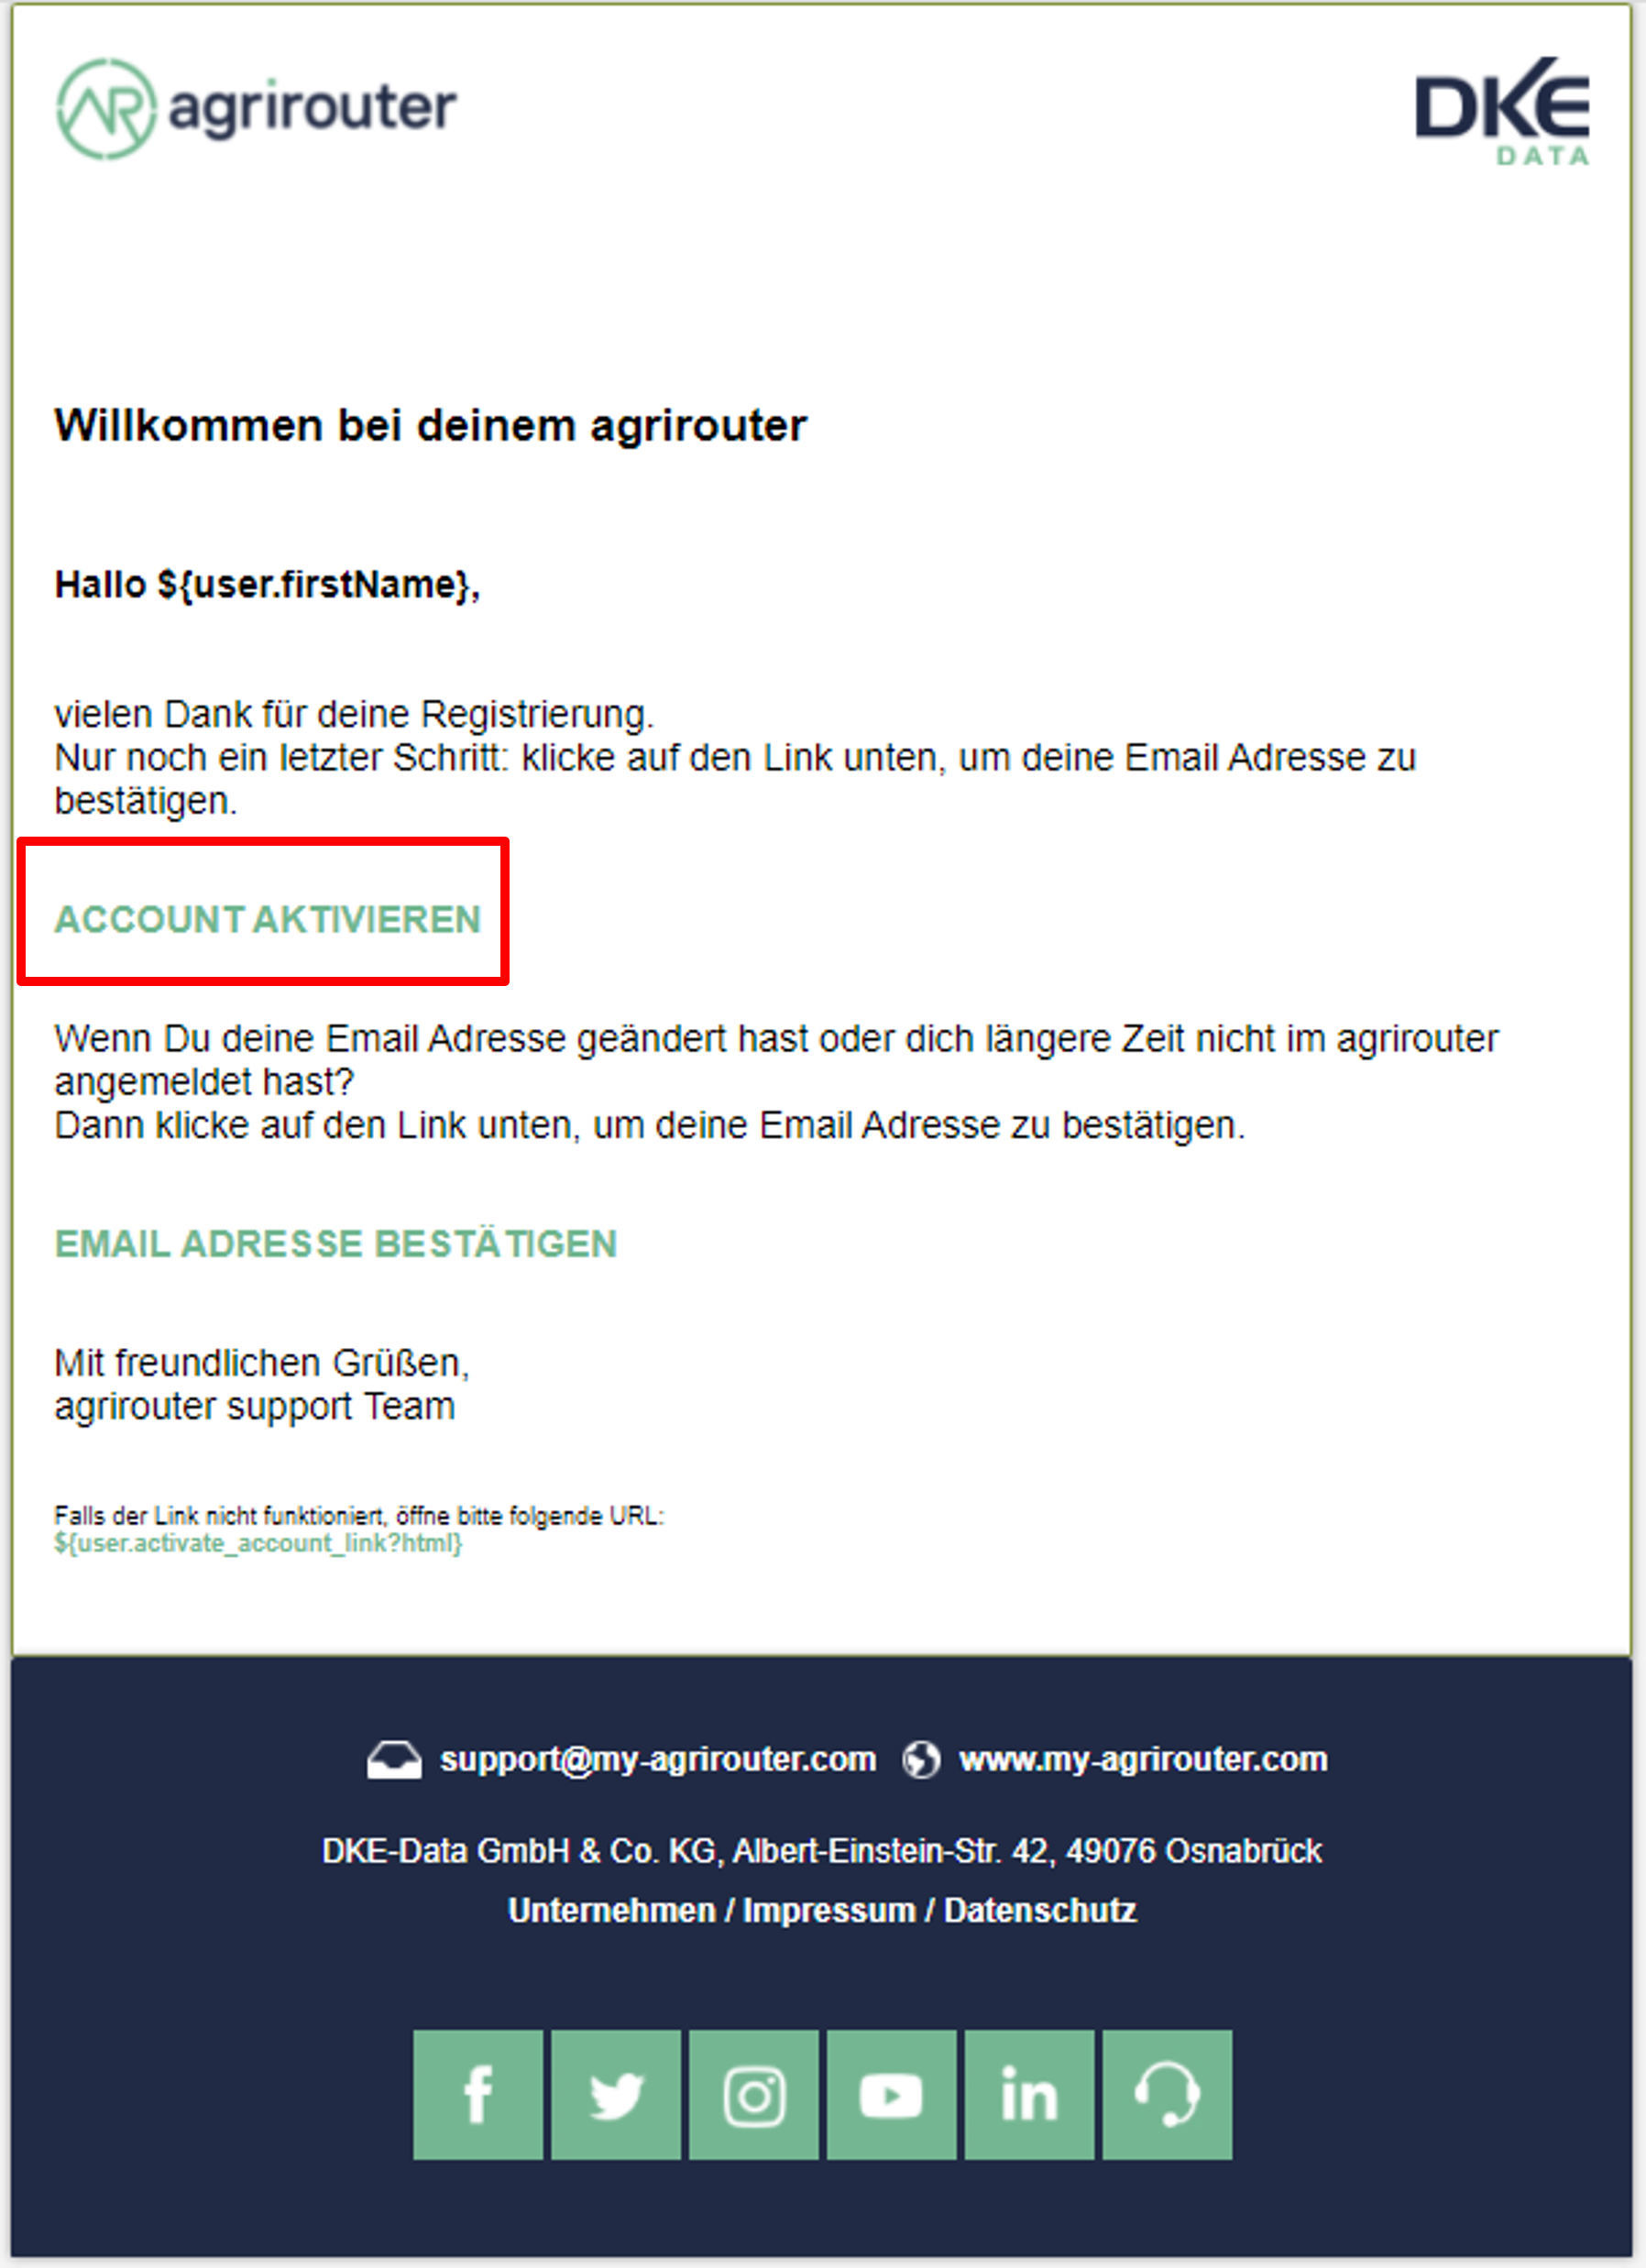 AR agrirouter
DKE
DATA
Willkommen bei deinem agrirouter
Hallo ${user.firstName},
vielen Dank für deine Registrierung.
Nur noch ein letzter Schritt: klicke auf den Link unten, um deine Email Adresse zu
bestätigen.
ACCOUNT AKTIVIEREN
Wenn Du deine Email Adresse geändert hast oder dich längere Zeit nicht im agrirouter
angemeldet hast?
Dann klicke auf den Link unten, um deine Email Adresse zu bestätigen.
EMAIL ADRESSE BESTÄTIGEN
Mit freundlichen Grüßen,
agrirouter support Team
Falls der Link nicht funktioniert, öffne bitte folgende URL:
${user.activate_account_link?html}
support@my-agrirouter.com www.my-agrirouter.com
DKE-Data GmbH & Co. KG, Albert-Einstein-Str. 42, 49076 Osnabrück
Unternehmen / Impressum / Datenschutz